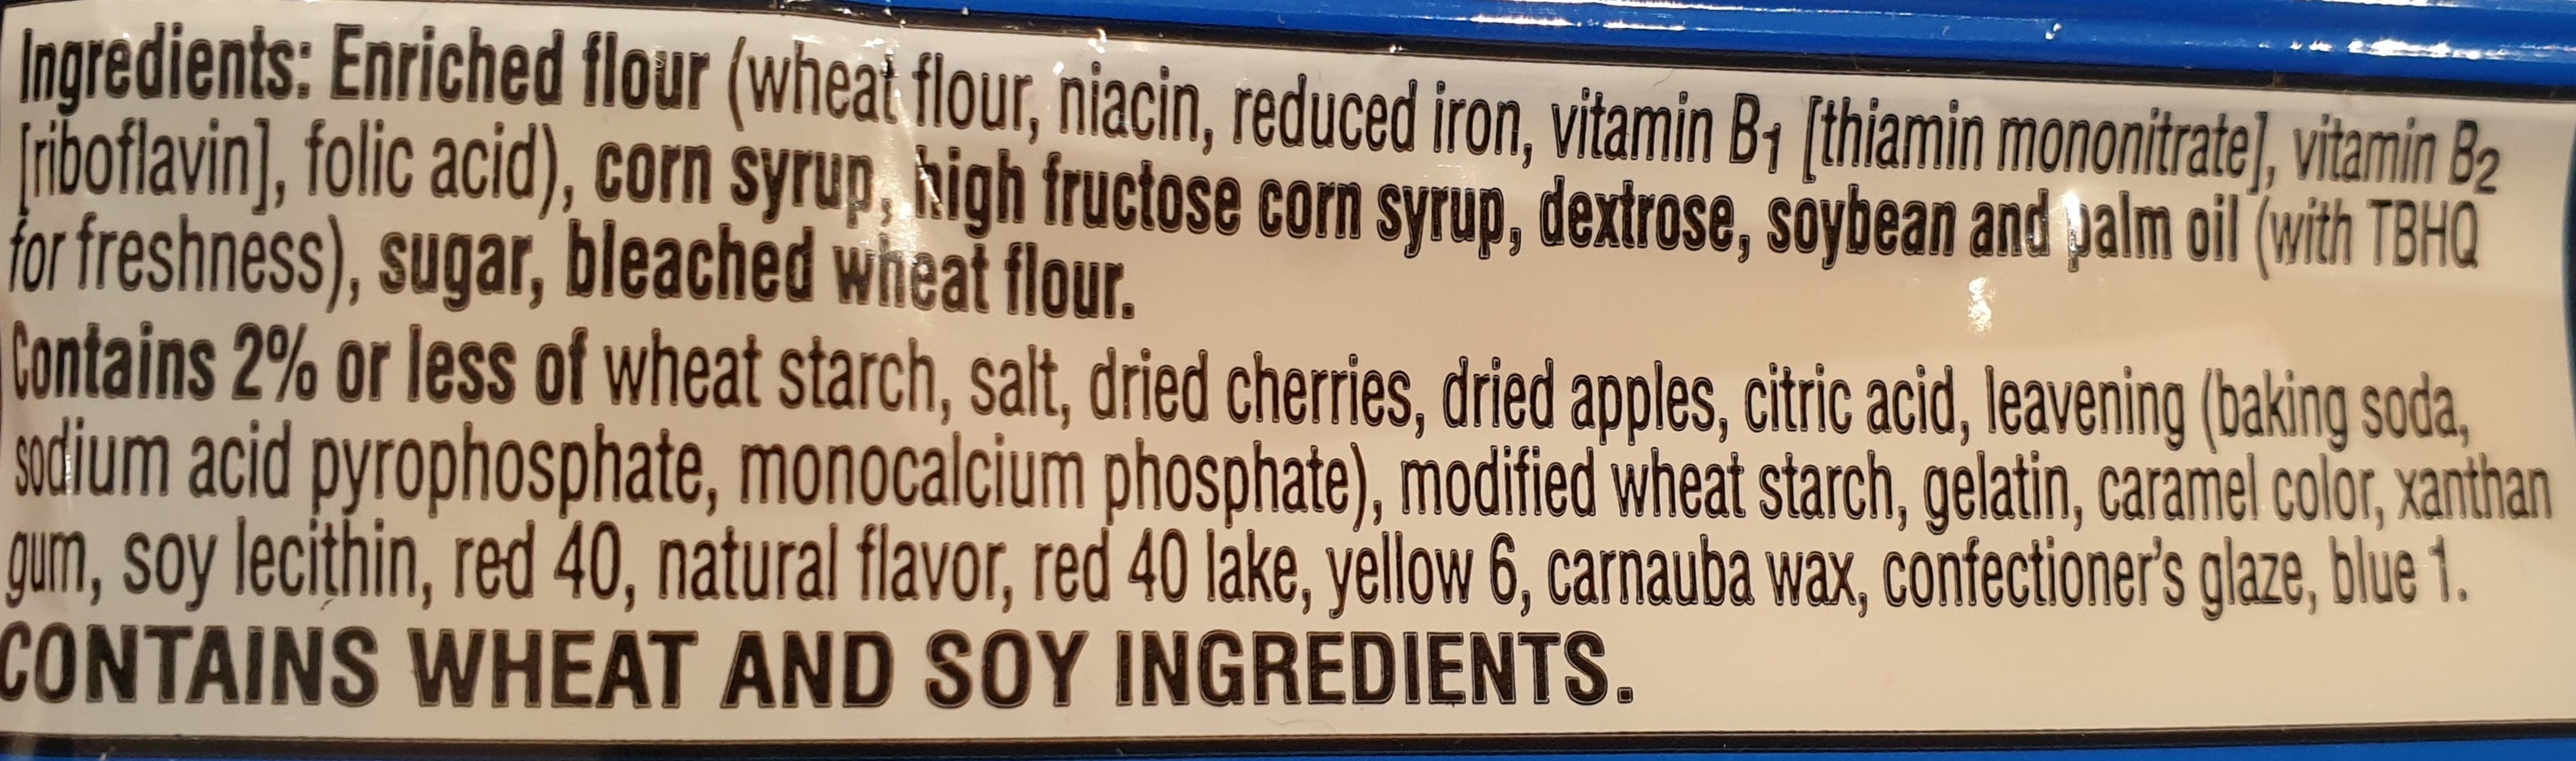 Ingredients: Enriched flour (wheat flour, niacin, reduced iron, vitamin B1 [thiamin mononitrate], vitamin B2
[riboflavin], folic acid), corn syrup, high fructose corn syrup, dextrose, soybean and palm oil (with TBHQ
for freshness), sugar, bleached wheat flour.
Contains 2% or less of wheat starch, salt, dried cherries, dried apples, citric acid, leavening (baking soda,
sodium acid pyrophosphate, monocalcium phosphate), modified wheat starch, gelatin, caramel color, xanthan
gum, soy lecithin, red 40, natural flavor, red 40 lake, yellow 6, carnauba wax, confectioner's glaze, blue 1.
CONTAINS WHEAT AND SOY INGREDIENTS.